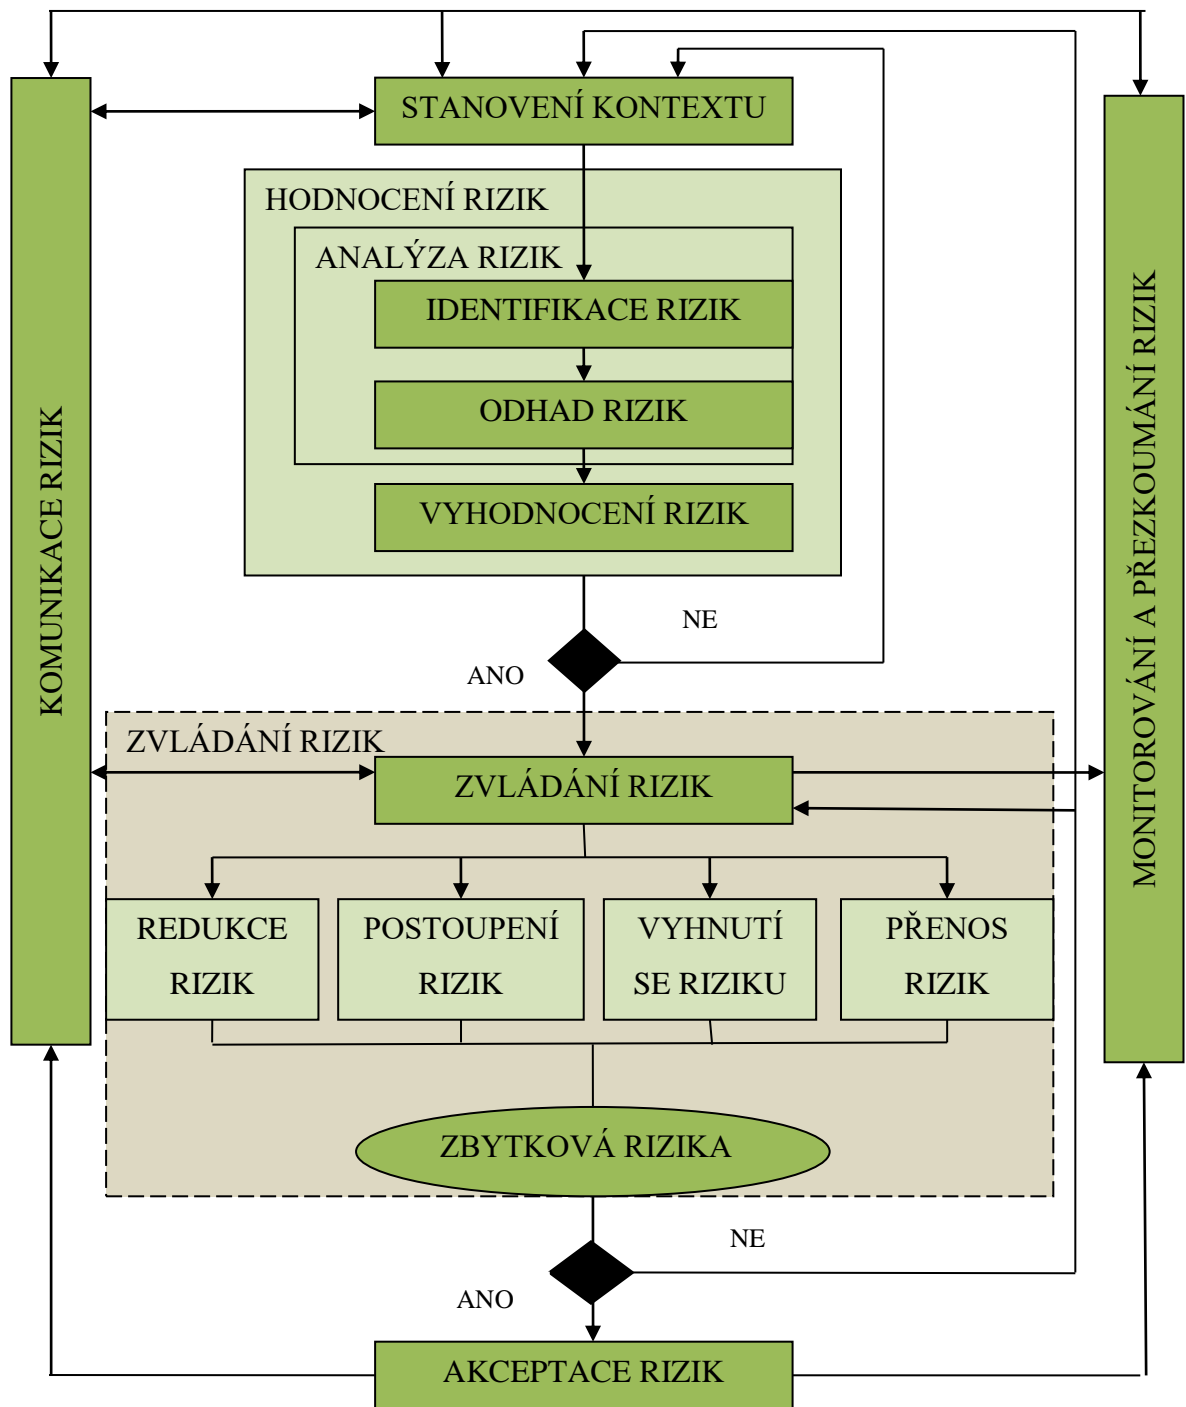 STANOVENÍ KONTEXTU
HODNOCENÍ RIZIK
ANALÝZA RIZIK
IDENTIFIKACE RIZIK
ODHAD RIZIK
VYHODNOCENÍ RIZIK
KOMUNIKACE RIZIK
MONITOROVÁNÍ A PŘEZKOUMÁNÍ RIZIK
NE
ANO
ZVLÁDÁNÍ RIZIK
ZVLÁDÁNÍ RIZIK
REDUKCE
RIZIK
POSTOUPENÍ
RIZIK
VYHNUTÍ
SE RIZIKU
PŘENOS
RIZIK
ZBYTKOVÁ RIZIKA
NE
ANO
AKCEPTACE RIZIK